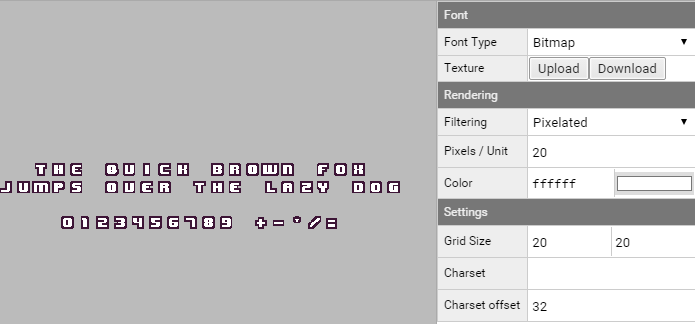 THE QUICK BROWN FOX
JUMPS OVER THE LAZY DOG
0123456789 +-*/=
Font
Font Type Bitmap
Texture Upload Download
Rendering
Filtering Pixelated
Pixels / Unit 20
Color ffffff
Settings
Grid Size 20 20
Charset
Charset offset 32